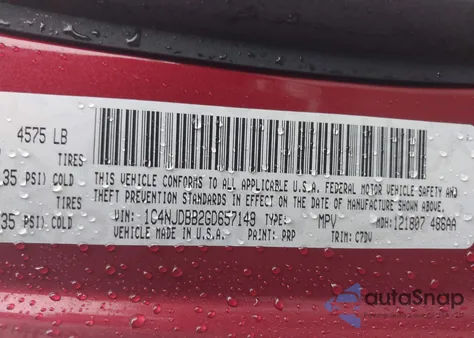 4575 LB
TIRES
35 PSI) COLD
TIRES
35 PSI) COLD
THIS VEHICLE CONFORMS TO ALL APPLICABLE U.S.A. FEDERAL MOTOR VEHICLE SAFETY AND
THEFT PREVENTION STANDARDS IN EFFECT ON THE DATE OF MANUFACTURE SHOWN ABOVE.
VIN: 1C4NJDBB2GD657149 TYPE: MPV MDH: 121807 486AA
VEHICLE MADE IN U.S.A. PAINT: PRP TRIM: C7DV
autoSnap